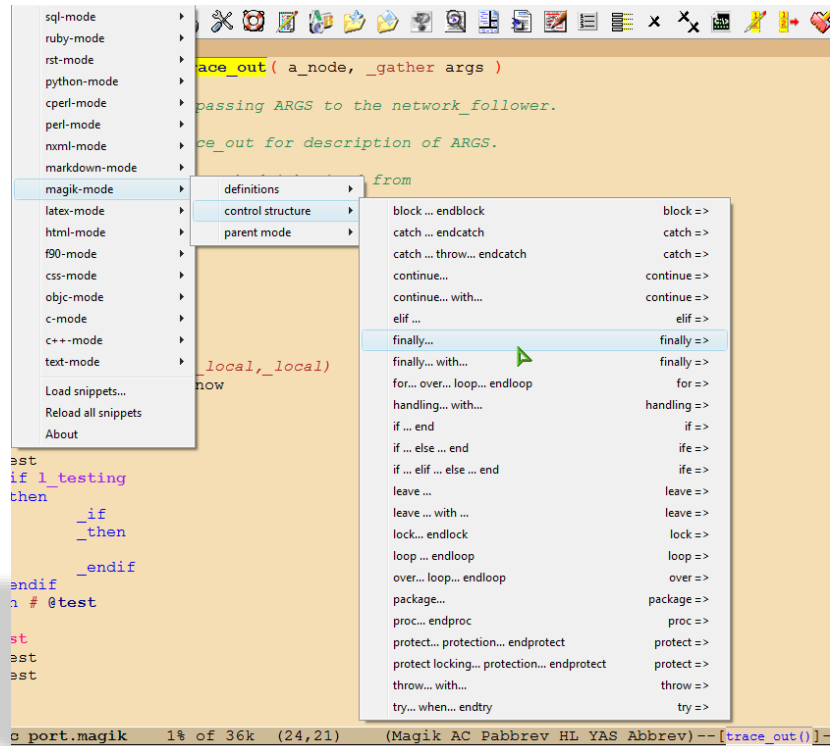 sql-mode
ruby-mode
rst-mode
python-mode
cperl-mode
perl-mode
nxml-mode
markdown-mode
magik-mode
latex-mode
html-mode
f90-mode
css-mode
objc-mode
c-mode
c++-mode
text-mode
Load snippets...
Reload all snippets
About
definitions
control structure
parent mode
block ... endblock block =>
catch ... endcatch catch =>
catch ... throw... endcatch catch =>
continue... continue =>
continue... with... continue =>
elif ... elif =>
finally... finally =>
finally... with... finally =>
for... over... loop... endloop for =>
handling... with... handling =>
if ... end if =>
if ... else ... end ife =>
if ... elif ... else ... end ife =>
leave ... leave =>
leave ... with ... leave =>
lock... endlock lock =>
loop ... endloop loop =>
over... loop... endloop over =>
package... package =>
proc... endproc proc =>
protect... protection... endprotect protect =>
protect locking... protection... endprotect protect =>
throw... with... throw =>
try... when... endtry try =>
race_out( a_node, _gather args )
passing ARGS to the network_follower.
ce_out for description of ARGS.
from
_local,_local)
now
est
if l_testing
then
_if
_then
_endif
endif
# @test
st
est
est
port.magik 1% of 36k (24,21) (Magik AC Pabbrev HL YAS Abbrev)--[trace_out()]-